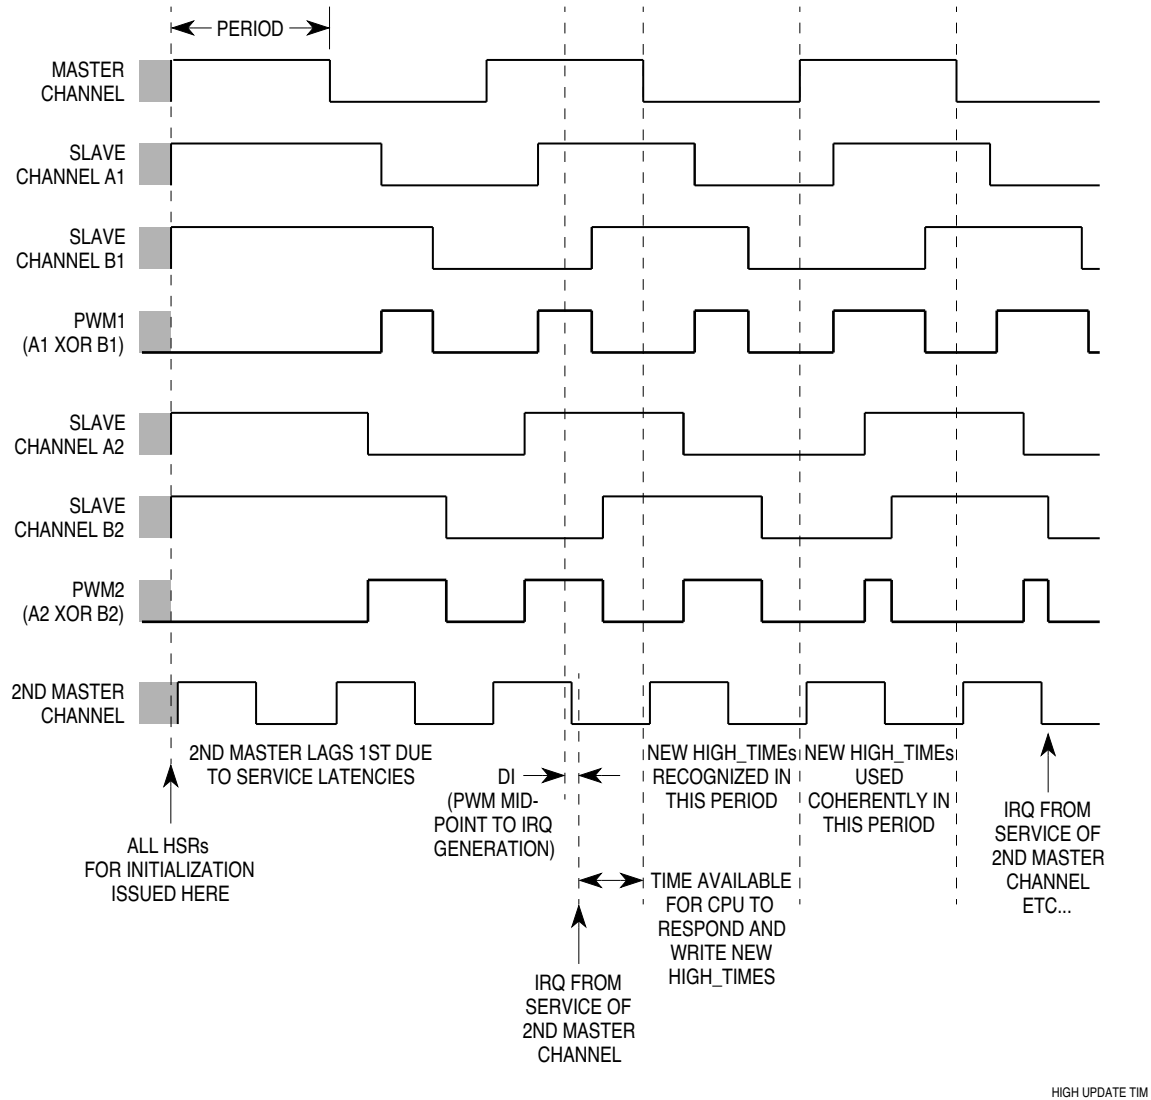 PERIOD
MASTER
CHANNEL
SLAVE
CHANNEL A1
SLAVE
CHANNEL B1
PWM1
(A1 XOR B1)
SLAVE
CHANNEL A2
SLAVE
CHANNEL B2
PWM2
(A2 XOR B2)
2ND MASTER
CHANNEL
2ND MASTER LAGS 1ST DUE
TO SERVICE LATENCIES
DI
(PWM MID-
POINT TO IRQ
GENERATION)
NEW HIGH_TIMEs
RECOGNIZED IN
THIS PERIOD
NEW HIGH_TIMEs
USED
COHERENTLY IN
THIS PERIOD
IRQ FROM
SERVICE OF
2ND MASTER
CHANNEL
ETC...
ALL HSRs
FOR INITIALIZATION
ISSUED HERE
TIME AVAILABLE
FOR CPU TO
RESPOND AND
WRITE NEW
HIGH_TIMES
IRQ FROM
SERVICE OF
2ND MASTER
CHANNEL
HIGH UPDATE TIM